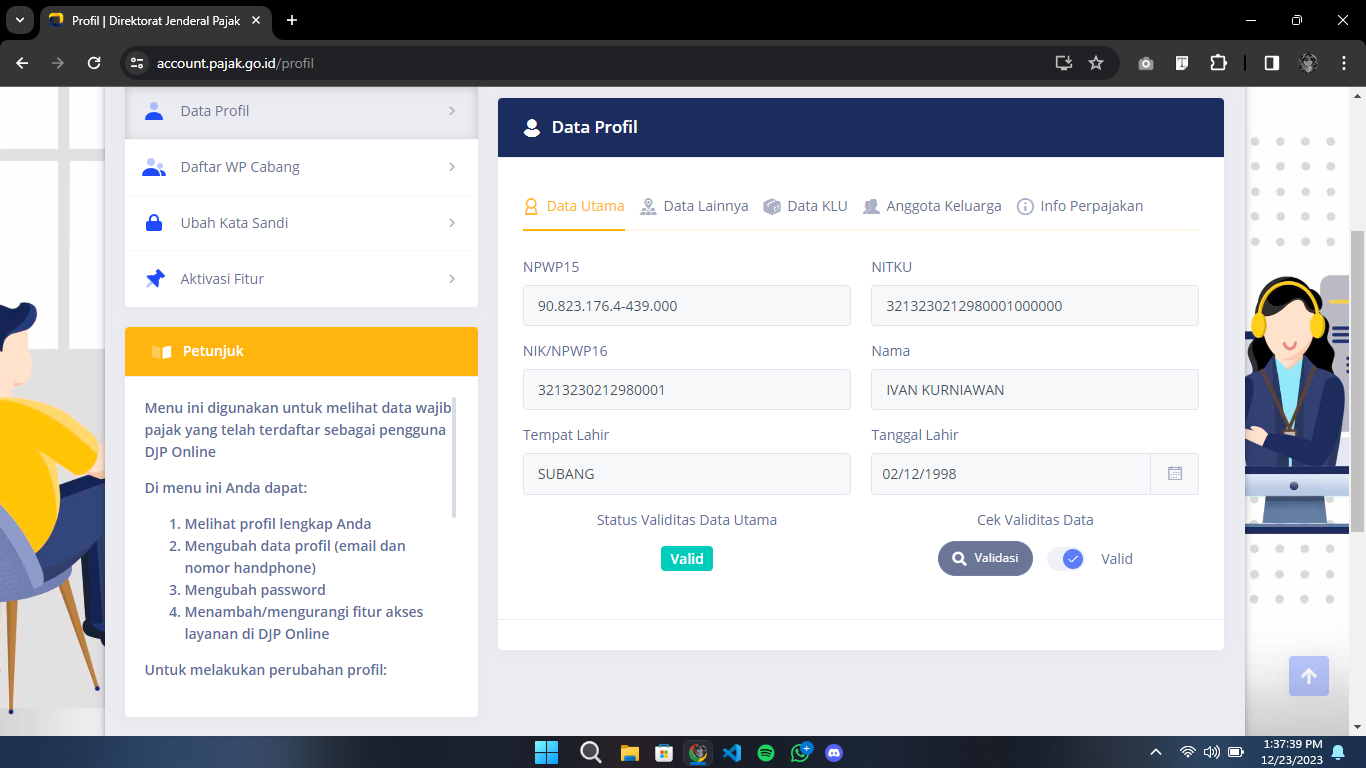 Profil | Direktorat Jenderal Pajak
account.pajak.go.id/profil
Data Profil
Daftar WP Cabang
Ubah Kata Sandi
Aktivasi Fitur
Petunjuk
Menu ini digunakan untuk melihat data wajib
pajak yang telah terdaftar sebagai pengguna
DJP Online
Di menu ini Anda dapat:
1. Melihat profil lengkap Anda
2. Mengubah data profil (email dan
nomor handphone)
3. Mengubah password
4. Menambah/mengurangi fitur akses
layanan di DJP Online
Untuk melakukan perubahan profil:
Data Profil
Data Utama Data Lainnya Data KLU Anggota Keluarga Info Perpajakan
NPWP15 NITKU
90.823.176.4-439.000 3213230212980001000000
NIK/NPWP16 Nama
3213230212980001 IVAN KURNIAWAN
Tempat Lahir Tanggal Lahir
SUBANG 02/12/1998
Status Validitas Data Utama Cek Validitas Data
Valid Validasi Valid
1:37:39 PM
12/23/2023